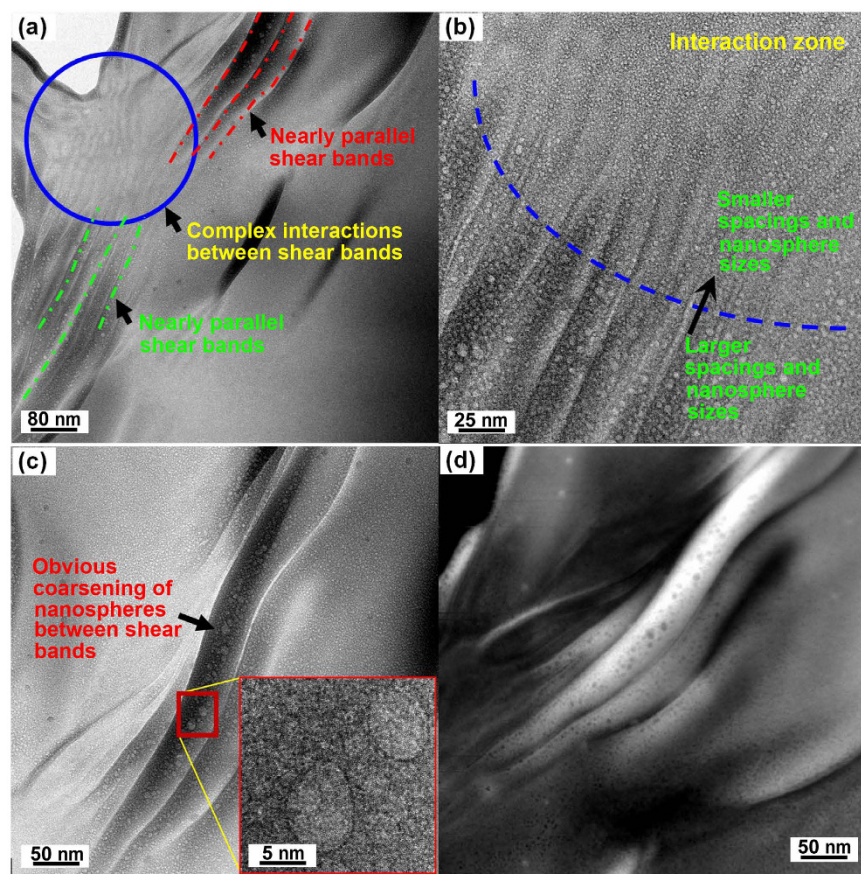 (a)
Nearly parallel
shear bands
Complex interactions
between shear bands
Nearly parallel
shear bands
80 nm
(b)
Interaction zone
Smaller
spacings and
nanosphere
sizes
Larger
spacings and
nanosphere
sizes
25 nm
(c)
Obvious
coarsening of
nanospheres
between shear
bands
50 nm
5 nm
(d)
50 nm